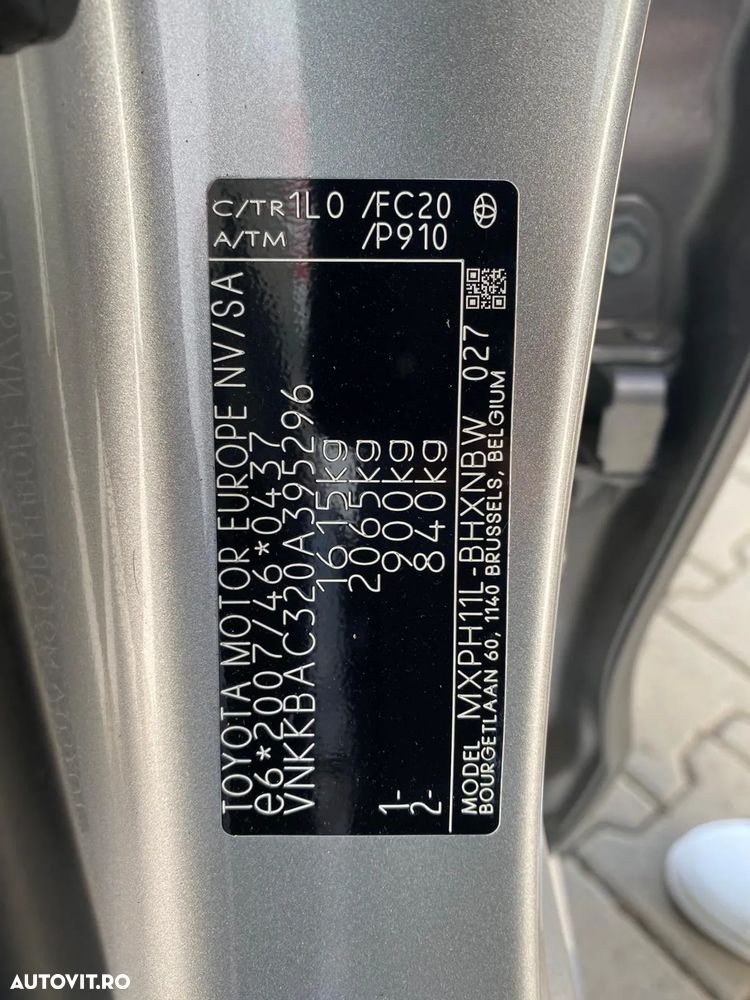 C/TR 1L0 /FC20
A/TM /P910
TOYOTA MOTOR EUROPE NV/SA
e6*2007/46*0437
VNKKBAC320A395296
1615kg
2065kg
1- 900kg
2- 840kg
MODEL MXPH11L-BHXNBW 027
BOURGETLAAN 60, 1140 BRUSSELS, BELGIUM
AUTOVIT.RO